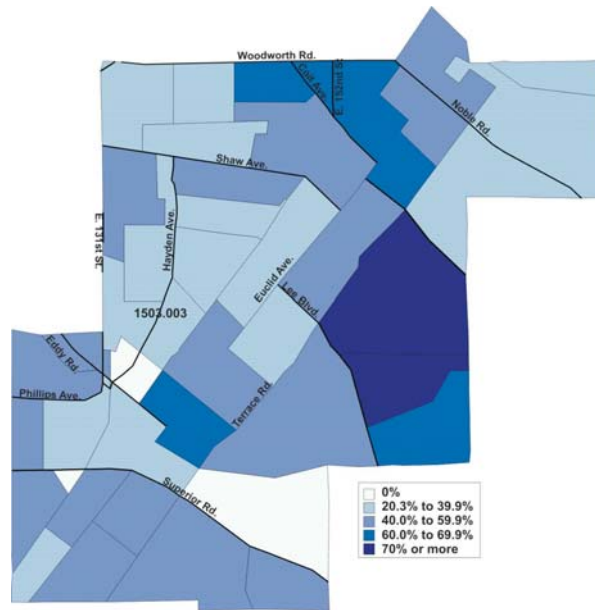 Woodworth Rd.
Coit Ave.
E. 152nd St.
Noble Rd.
Shaw Ave.
E. 131st St.
Hayden Ave.
Euclid Ave.
Lee Blvd.
1503.003
Eddy Rd.
Phillips Ave.
Terrace Rd.
Superior Rd.
0%
20.3% to 39.9%
40.0% to 59.9%
60.0% to 69.9%
70% or more